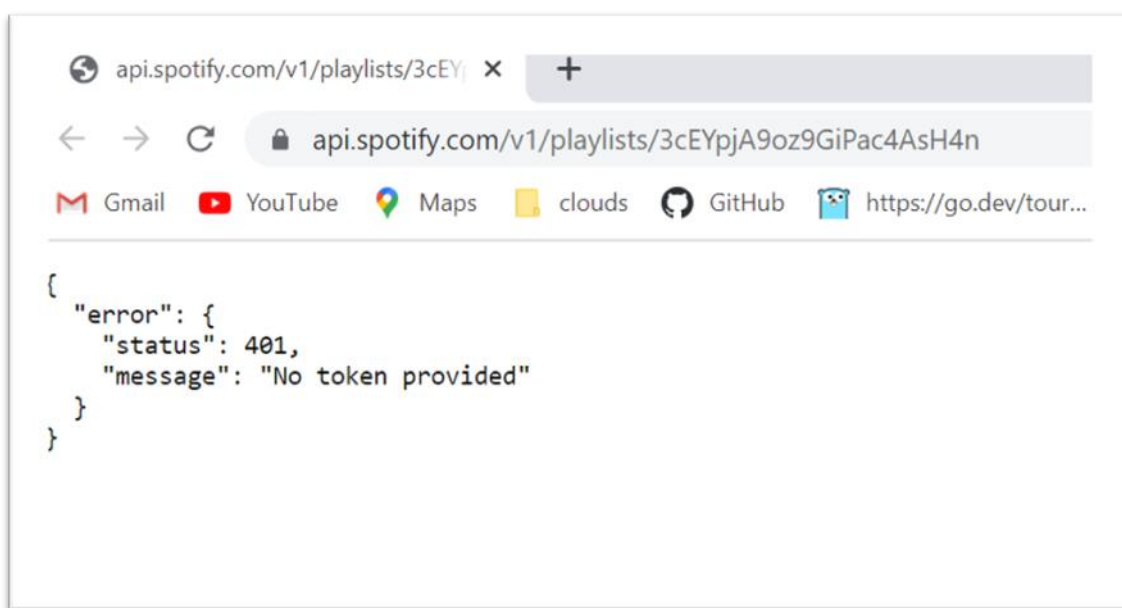 api.spotify.com/v1/playlists/3cEY
api.spotify.com/v1/playlists/3cEYpjA9oz9GiPac4AsH4n
Gmail YouTube Maps clouds GitHub https://go.dev/tour...
{
"error": {
"status": 401,
"message": "No token provided"
}
}